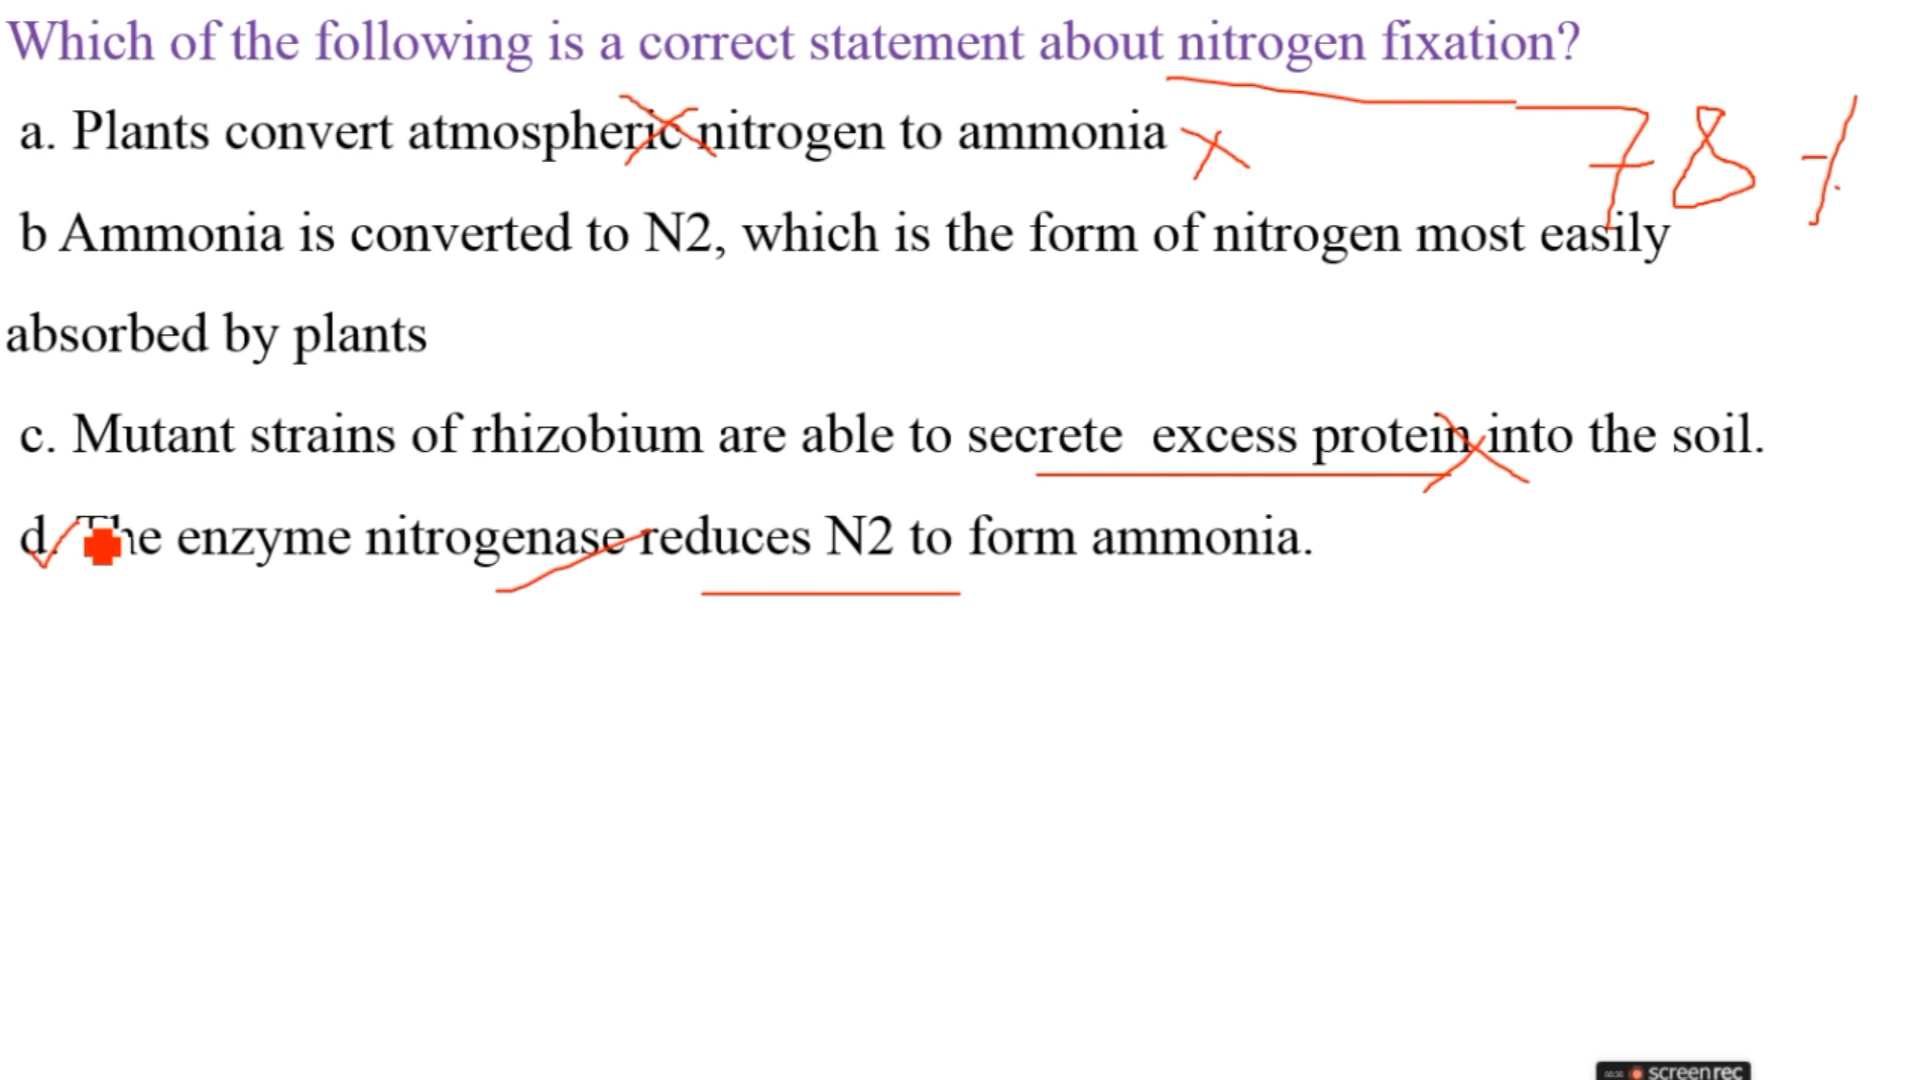 Which of the following is a correct statement about nitrogen fixation?
a. Plants convert atmospheric nitrogen to ammonia
78 %
b Ammonia is converted to N2, which is the form of nitrogen most easily
absorbed by plants
c. Mutant strains of rhizobium are able to secrete excess protein into the soil.
d. The enzyme nitrogenase reduces N2 to form ammonia.
screenrec